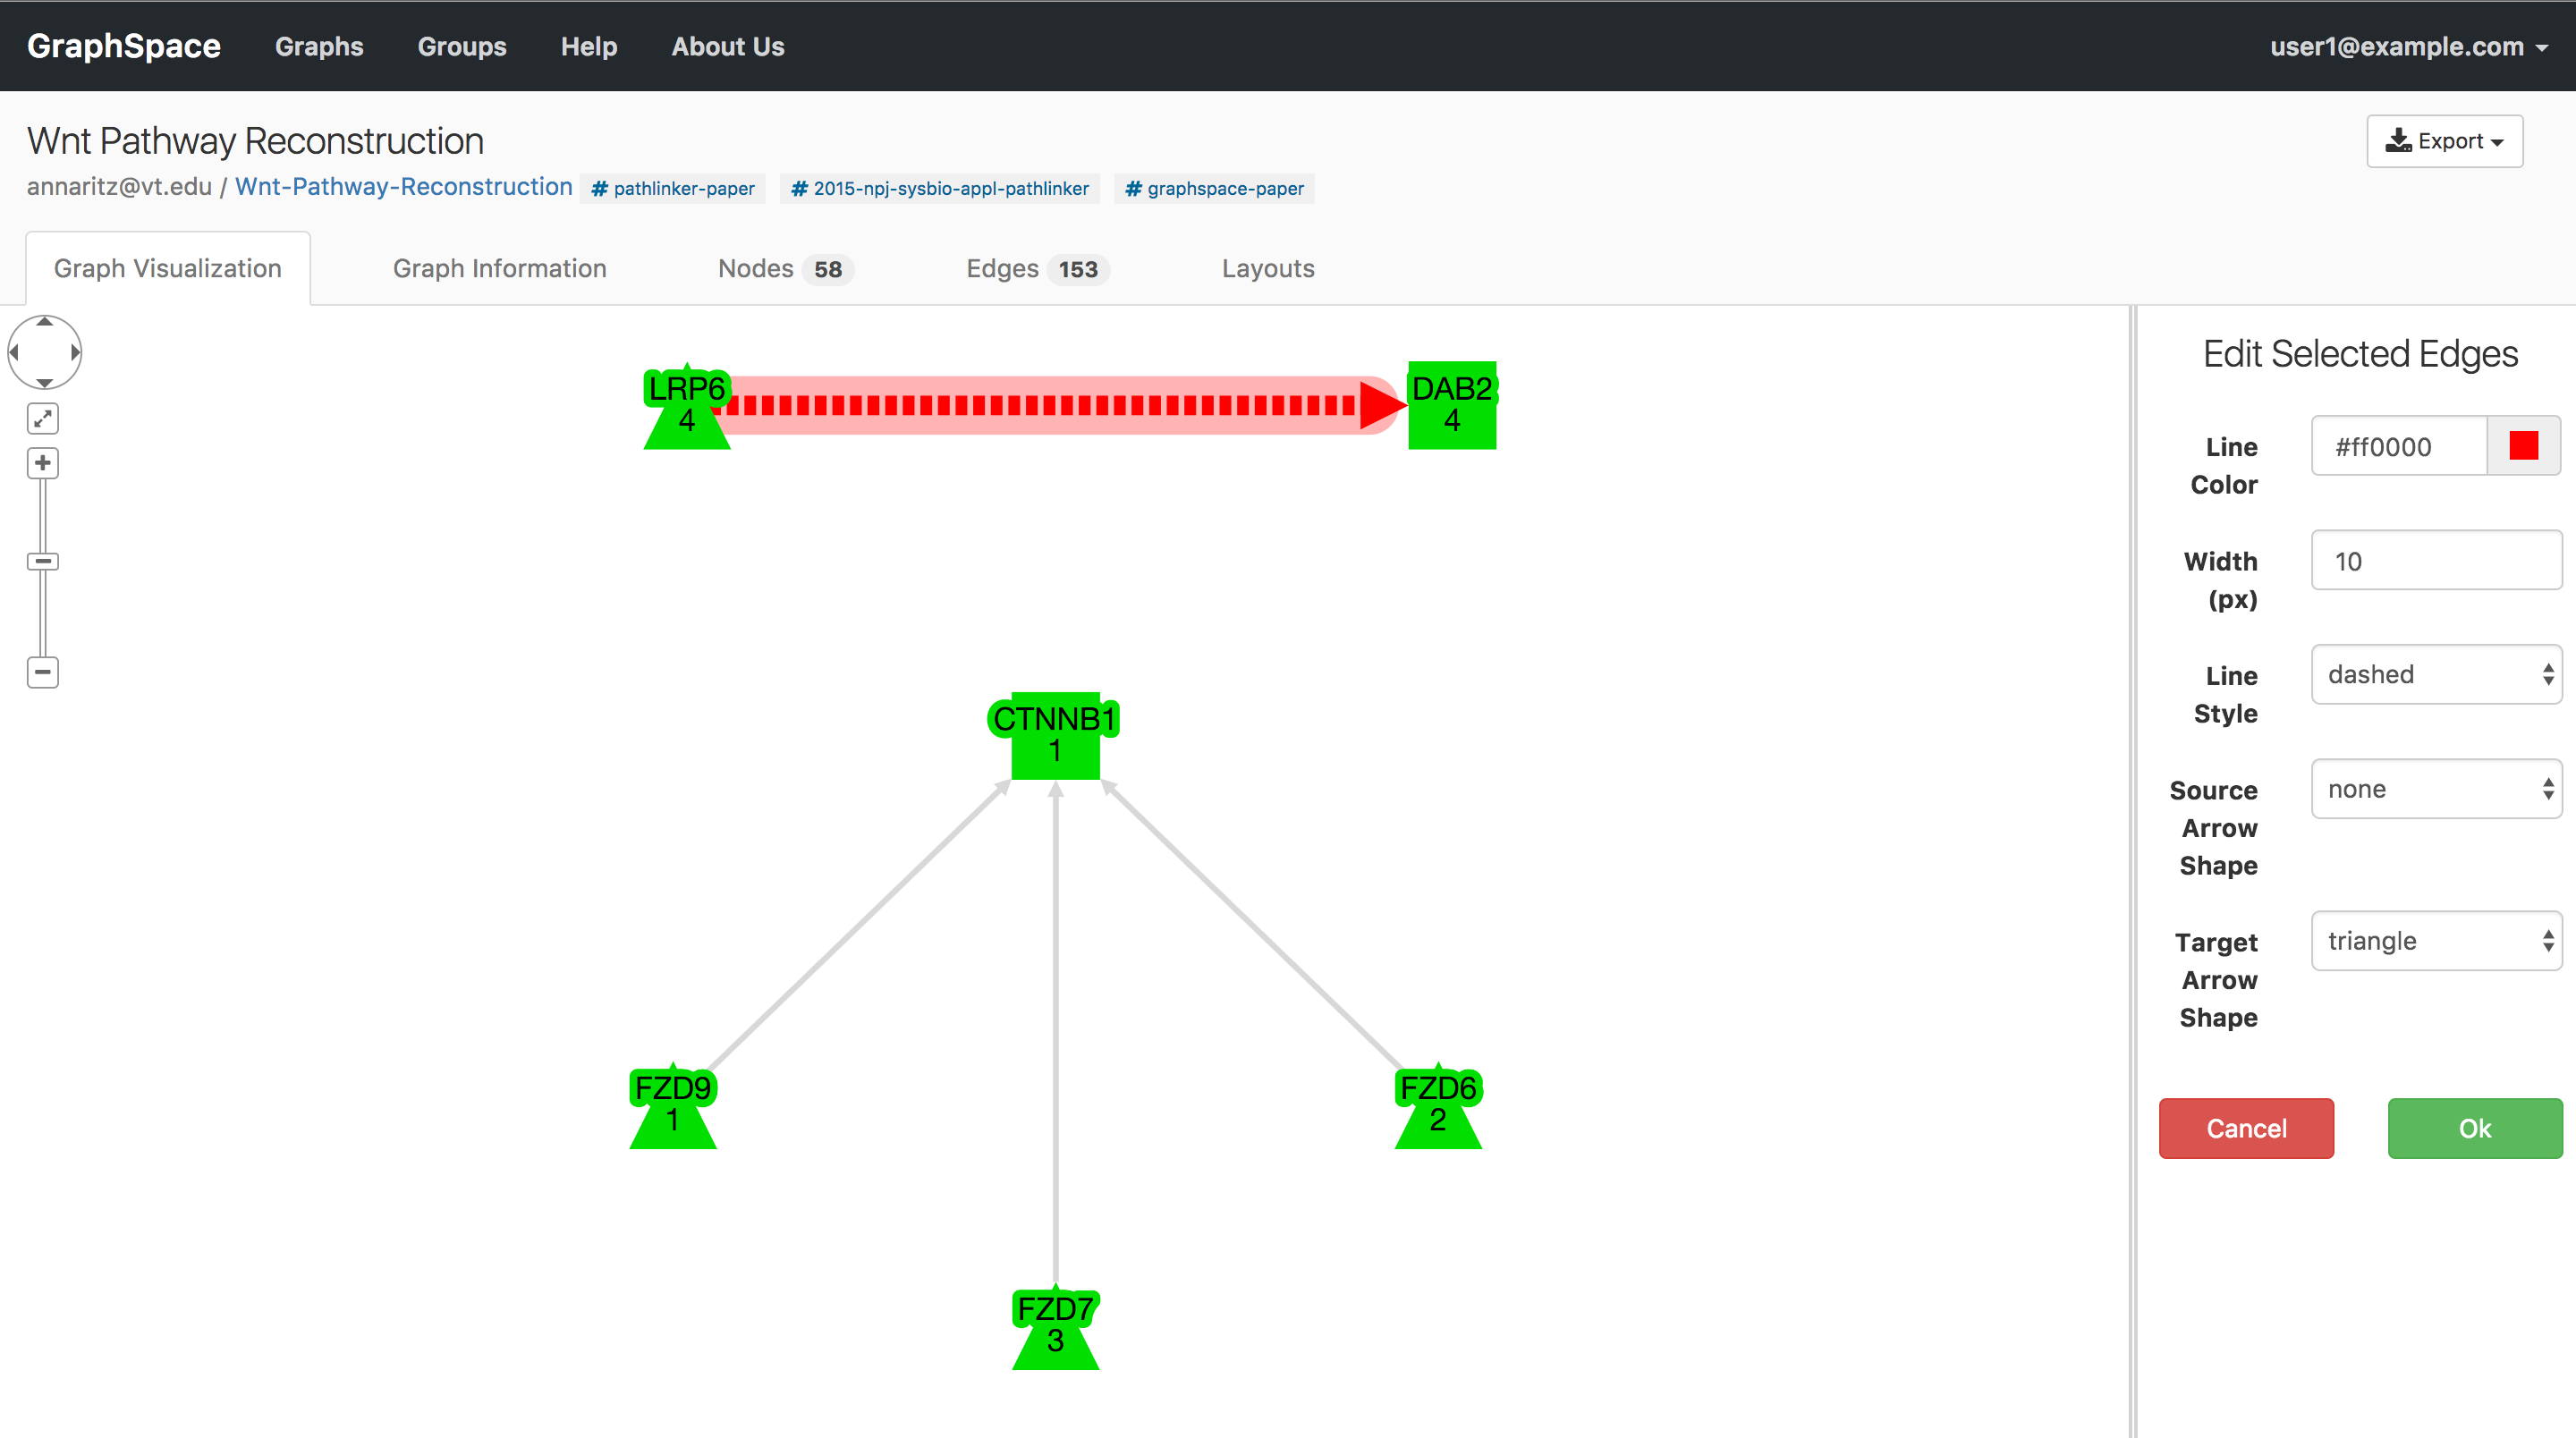 GraphSpace Graphs Groups Help About Us user1@example.com
Wnt Pathway Reconstruction
Export
annaritz@vt.edu / Wnt-Pathway-Reconstruction # pathlinker-paper # 2015-npj-sysbio-appl-pathlinker # graphspace-paper
Graph Visualization Graph Information Nodes 58 Edges 153 Layouts
LRP6
4
DAB2
4
CTNNB1
1
FZD9
1
FZD6
2
FZD7
3
Edit Selected Edges
Line
Color
#ff0000
Width
(px)
10
Line
Style
dashed
Source
Arrow
Shape
none
Target
Arrow
Shape
triangle
Cancel Ok